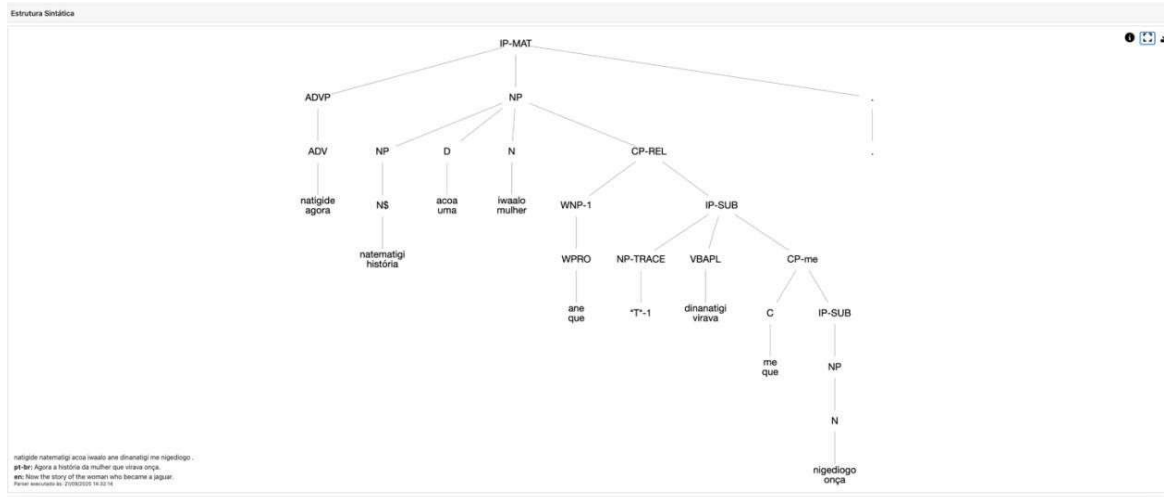 Estrutura Sintática
IP-MAT
ADVP NP .
ADV NP D N CP-REL .
natigide acoa iwaalo
agora N$ uma mulher WNP-1 IP-SUB
natematigi
história
WPRO NP-TRACE VBAPL CP-me
ane *T*-1 dinanatigi C IP-SUB
que virava
me
que
NP
N
nigediogo
onça
natigide natematigi acoa iwaalo ane dinanatigi me nigediogo .
pt-br: Agora a história da mulher que virava onça.
en: Now the story of the woman who became a jaguar.